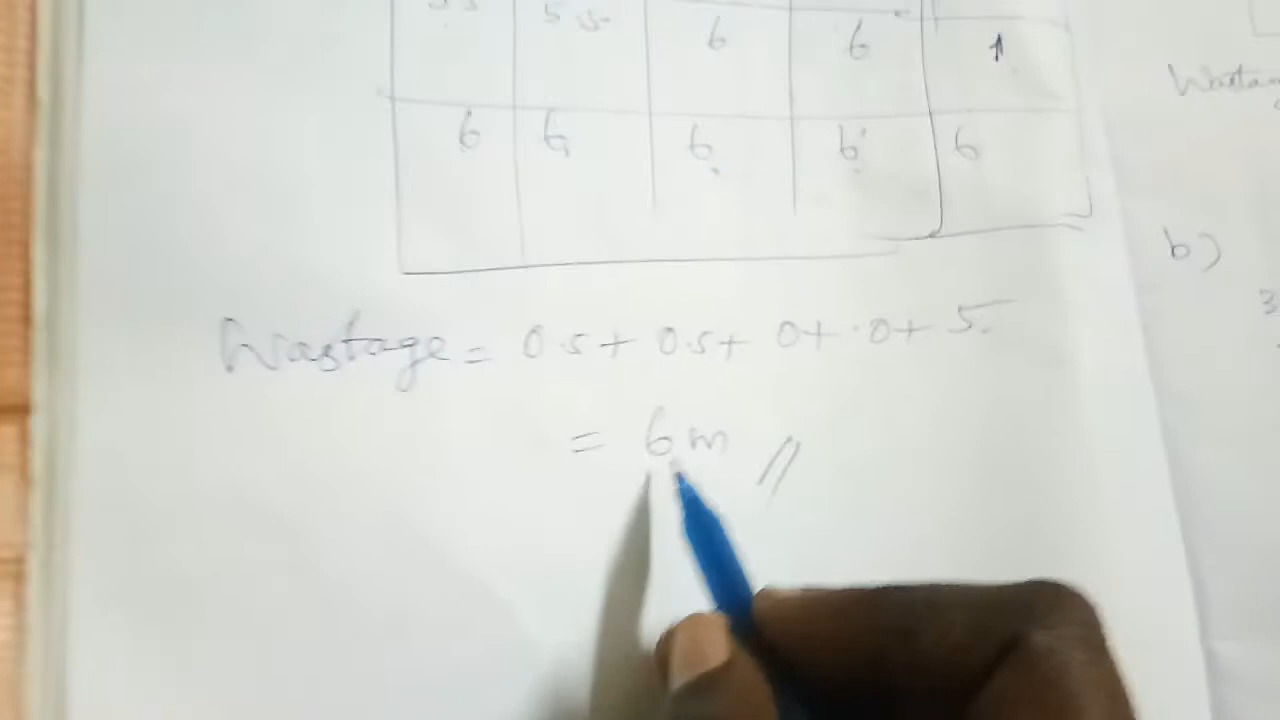 5.5 6 6 1
6 6 6 6 6
Wastage = 0.5 + 0.5 + 0 + 0 + 5
= 6m //
b)
3